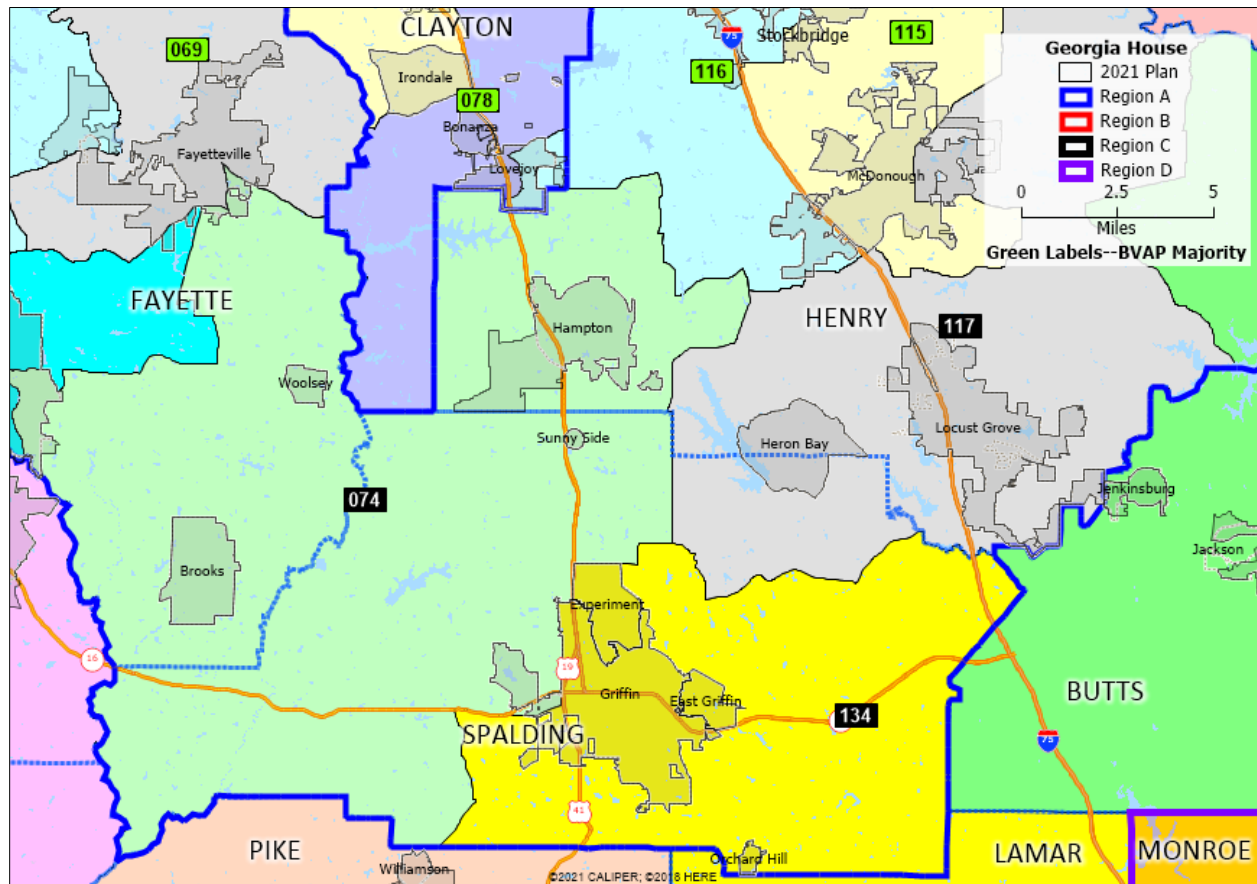 CLAYTON
069
Irondale
078
Bonanza
Fayetteville
Lovejoy
75
Stockbridge
115
116
McDonough
Georgia House
2021 Plan
Region A
Region B
Region C
Region D
0 2.5 5
Miles
Green Labels--BVAP Majority
FAYETTE
HENRY
117
Hampton
Woolsey
Sunny Side
Heron Bay
Locust Grove
074
Jenkinsburg
Jackson
Brooks
Experiment
16
19
Griffin
East Griffin
BUTTS
134
SPALDING
75
41
PIKE
Williamson
Orchard Hill
LAMAR
MONROE
©2021 CALIPER; ©2018 HERE